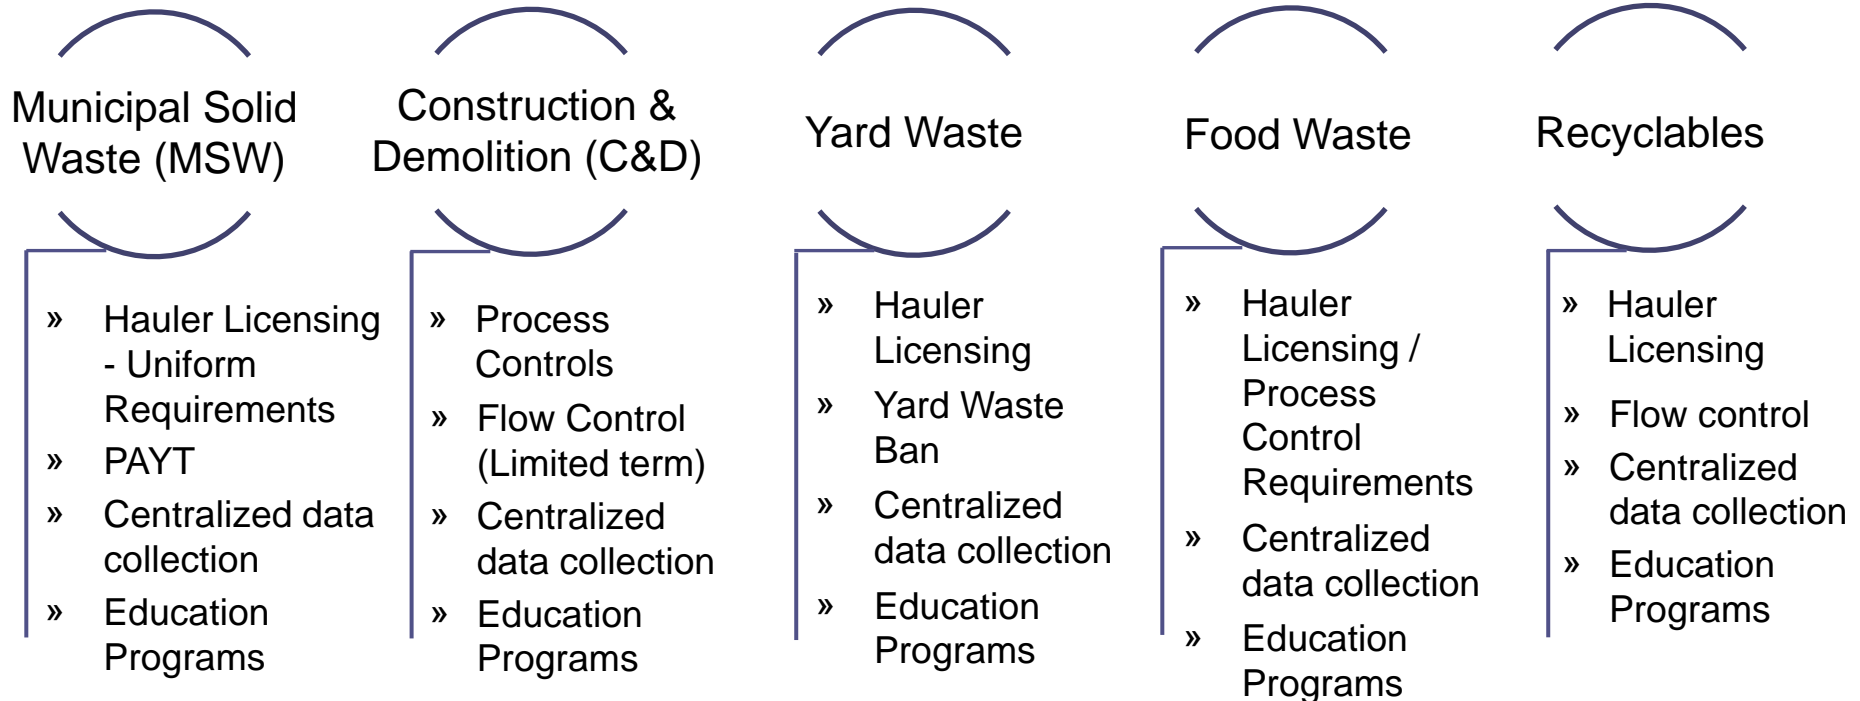 Municipal Solid
Waste (MSW)
» Hauler Licensing
- Uniform
Requirements
» PAYT
» Centralized data
collection
» Education
Programs
Construction &
Demolition (C&D)
» Process
Controls
» Flow Control
(Limited term)
» Centralized
data collection
» Education
Programs
Yard Waste
» Hauler
Licensing
» Yard Waste
Ban
» Centralized
data collection
» Education
Programs
Food Waste
» Hauler
Licensing /
Process
Control
Requirements
» Centralized
data collection
» Education
Programs
Recyclables
» Hauler
Licensing
» Flow control
» Centralized
data collection
» Education
Programs